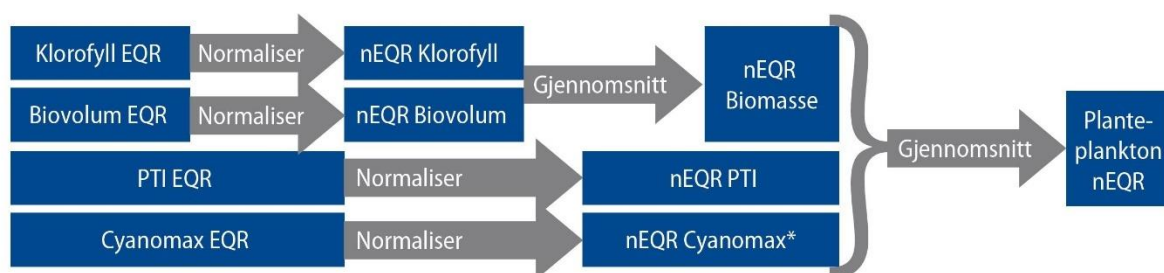 Klorofyll EQR
Normaliser
nEQR Klorofyll
Biovolum EQR
Normaliser
nEQR Biovolum
Gjennomsnitt
nEQR
Biomasse
PTI EQR
Normaliser
nEQR PTI
Cyanomax EQR
Normaliser
nEQR Cyanomax*
Gjennomsnitt
Plante-
plankton
nEQR